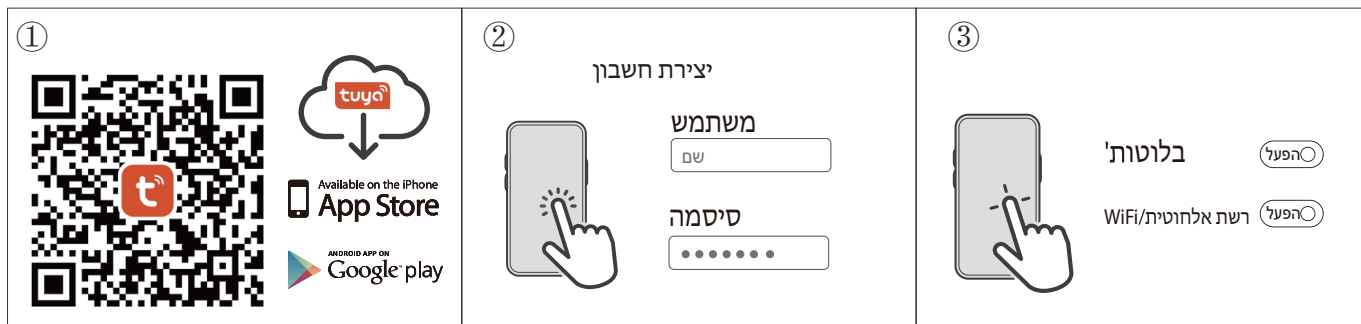 ①
tuya
Available on the iPhone
App Store
ANDROID APP ON
Google play
②
יצירת חשבון
משתמש
שם
סיסמה
③
בלוטות'
הפעל
רשת אלחוטית/WiFi
הפעל